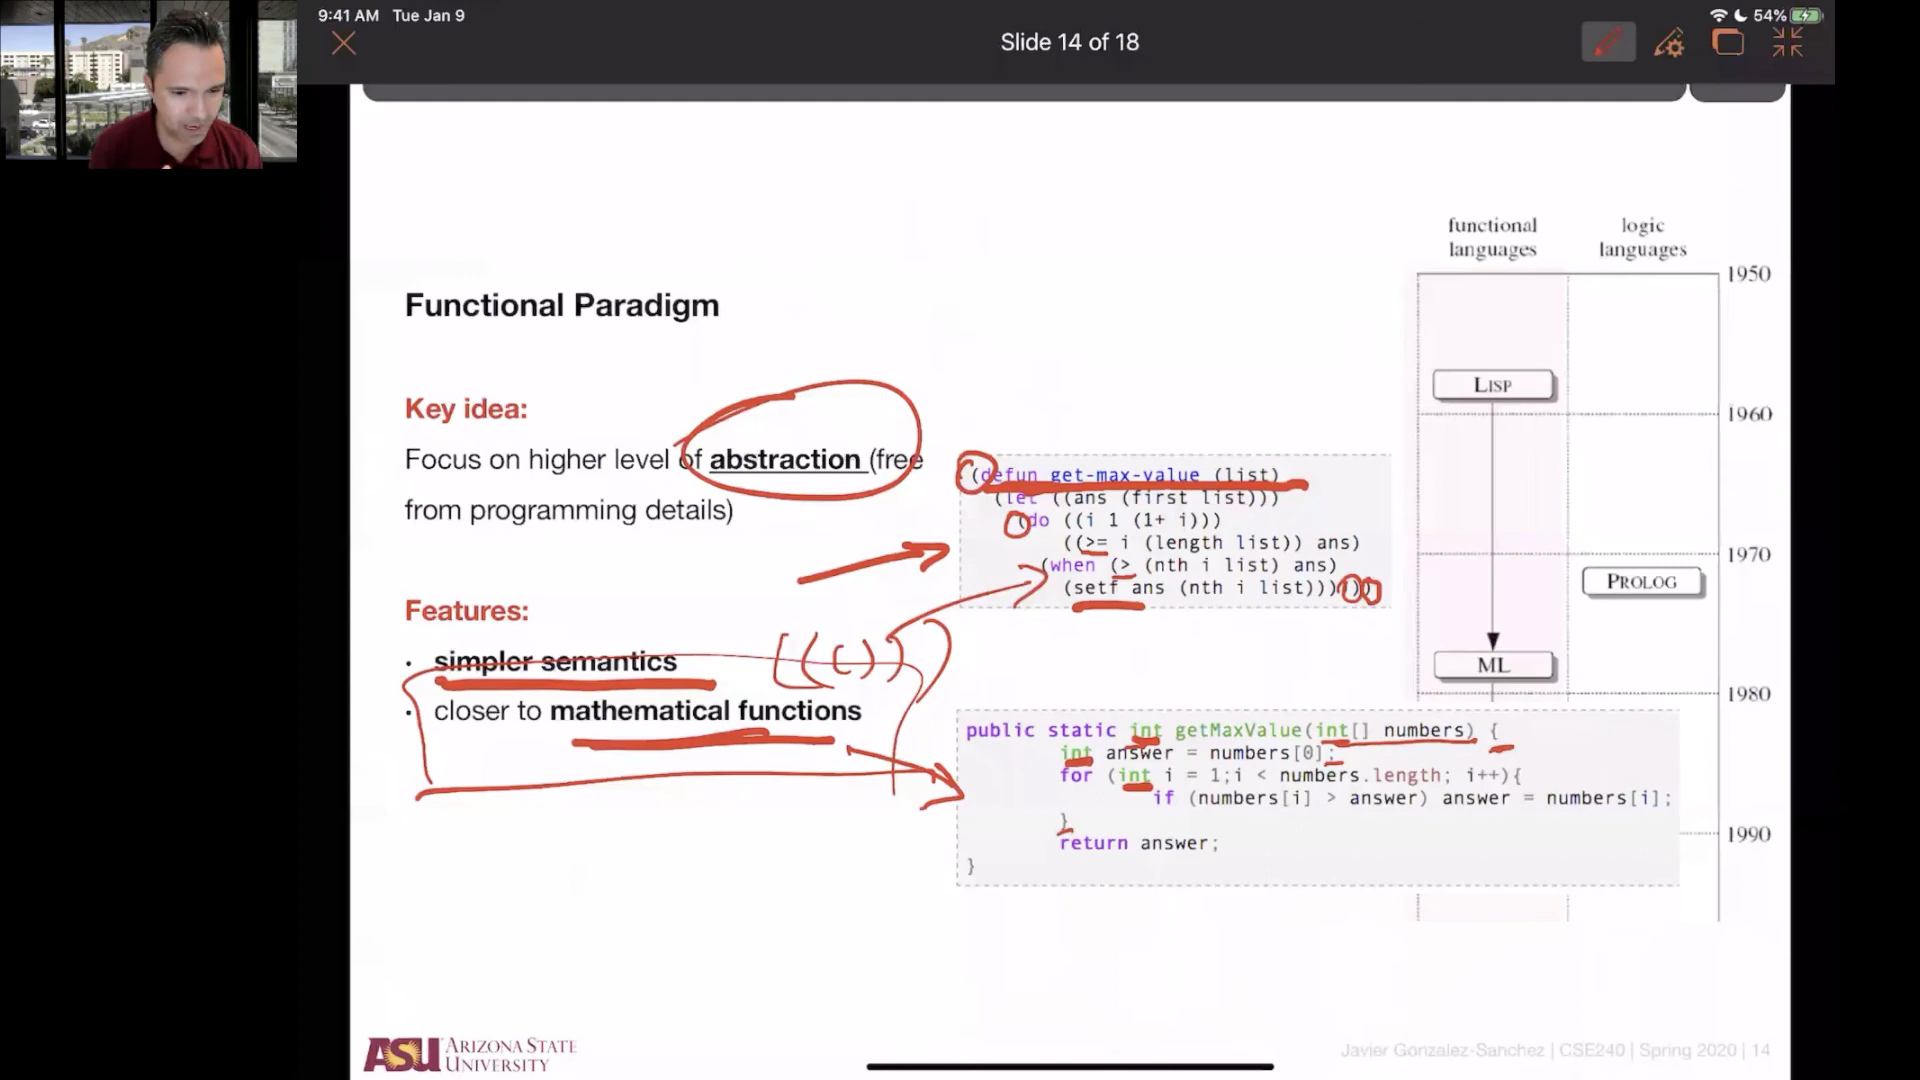 9:41 AM Tue Jan 9
54%
Slide 14 of 18
functional languages
logic languages
1950
Functional Paradigm
LISP
Key idea:
1960
Focus on higher level of abstraction (free
from programming details)
(defun get-max-value (list)
(let ((ans (first list)))
(do ((i 1 (1+ i)))
((>= i (length list)) ans)
(when (> (nth i list) ans)
(setf ans (nth i list))))))
1970
PROLOG
Features:
· simpler semantics
((()))
ML
1980
· closer to mathematical functions
public static int getMaxValue(int[] numbers) {
int answer = numbers[0];
for (int i = 1;i < numbers.length; i++){
if (numbers[i] > answer) answer = numbers[i];
}
return answer;
}
1990
ASU ARIZONA STATE UNIVERSITY
Javier Gonzalez-Sanchez | CSE240 | Spring 2020 | 14